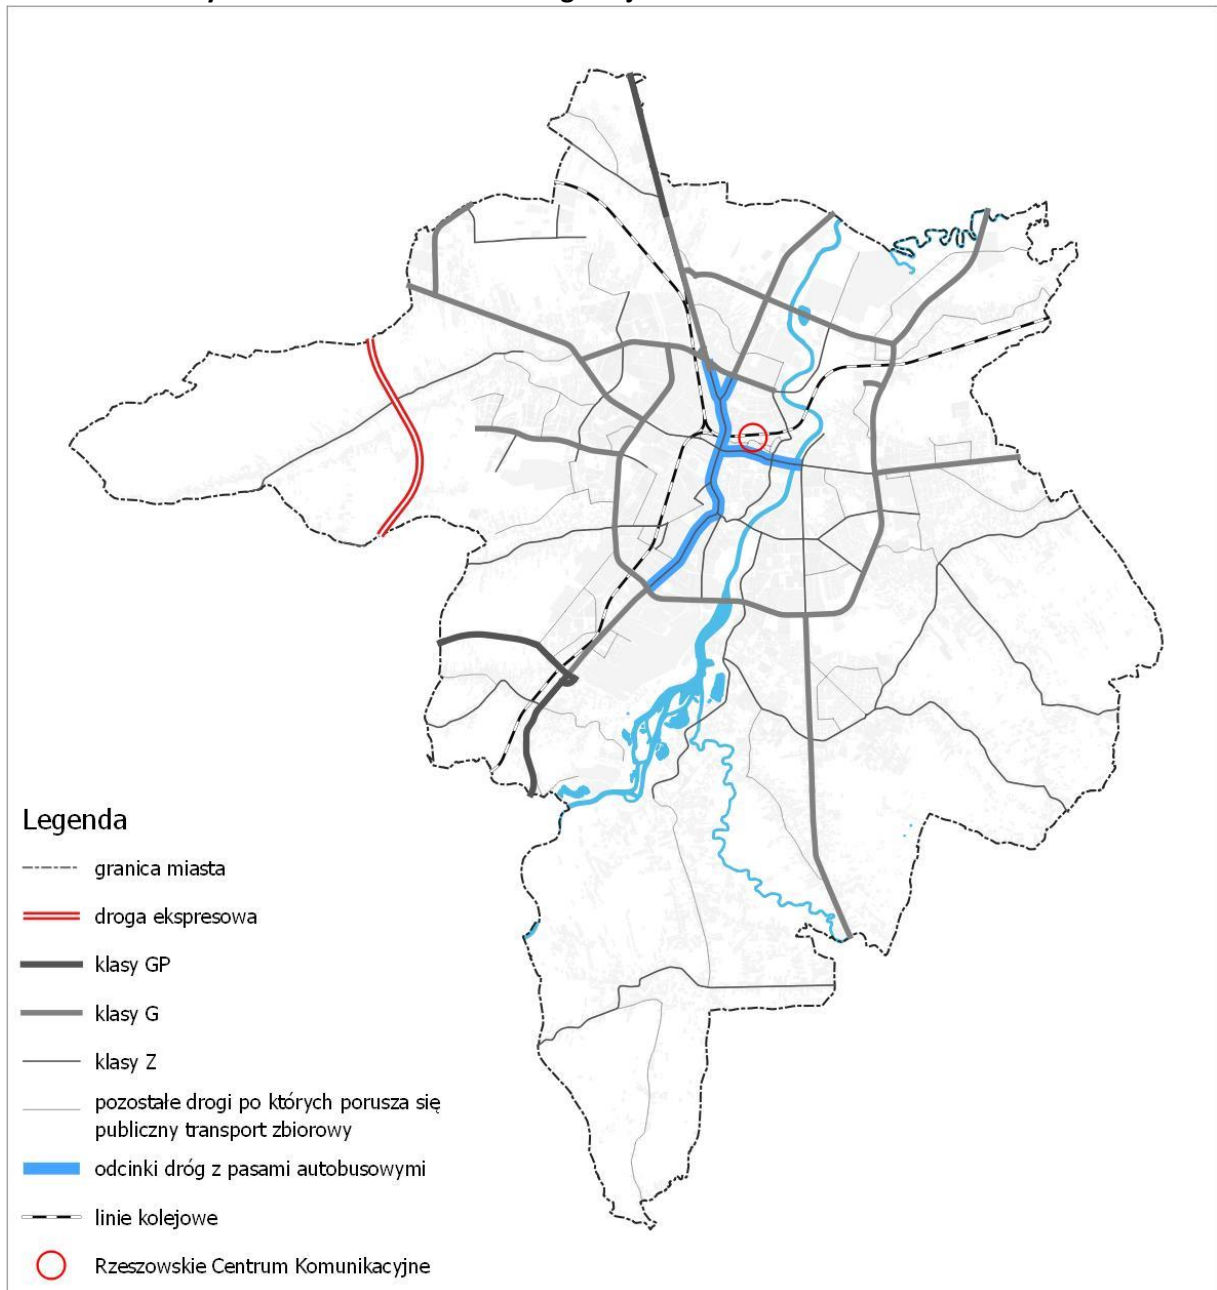 Legenda
granica miasta
droga ekspresowa
klasy GP
klasy G
klasy Z
pozostałe drogi po których porusza się
publiczny transport zbiorowy
odcinki dróg z pasami autobusowymi
linie kolejowe
Rzeszowskie Centrum Komunikacyjne